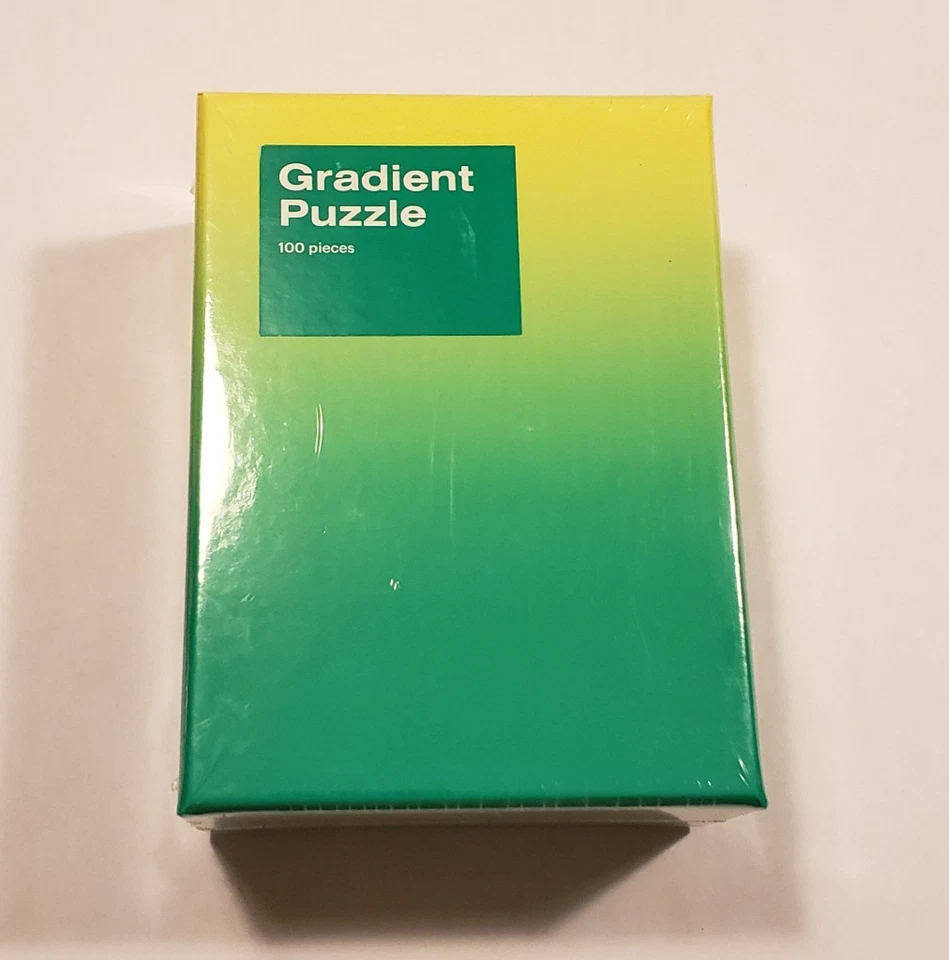 Gradient
Puzzle
100 pieces